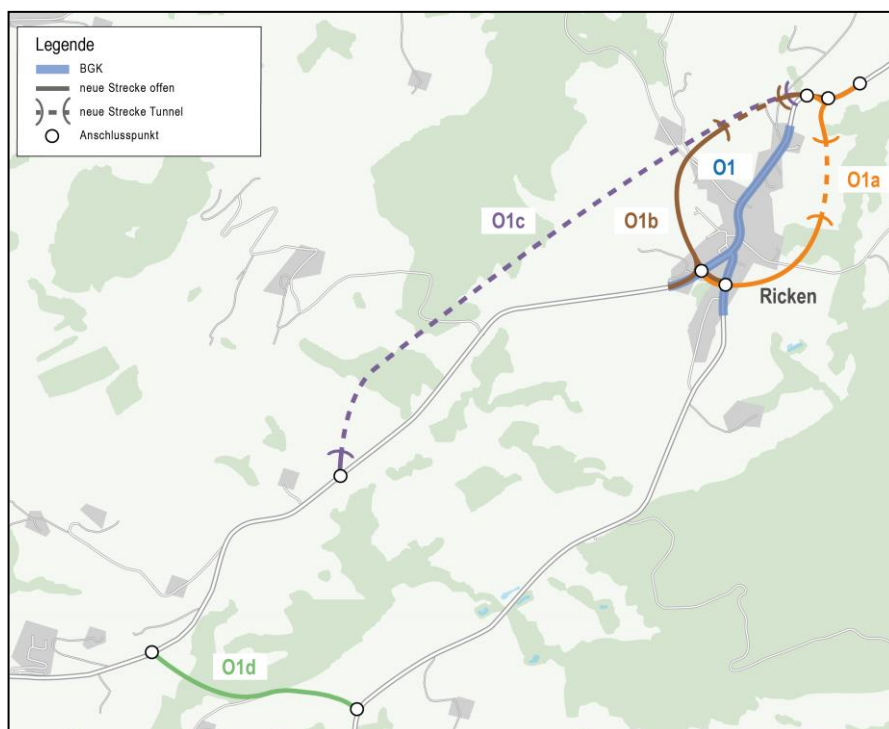 Legende
BGK
neue Strecke offen
neue Strecke Tunnel
Anschlusspunkt
O1
O1a
O1c
O1b
Ricken
O1d